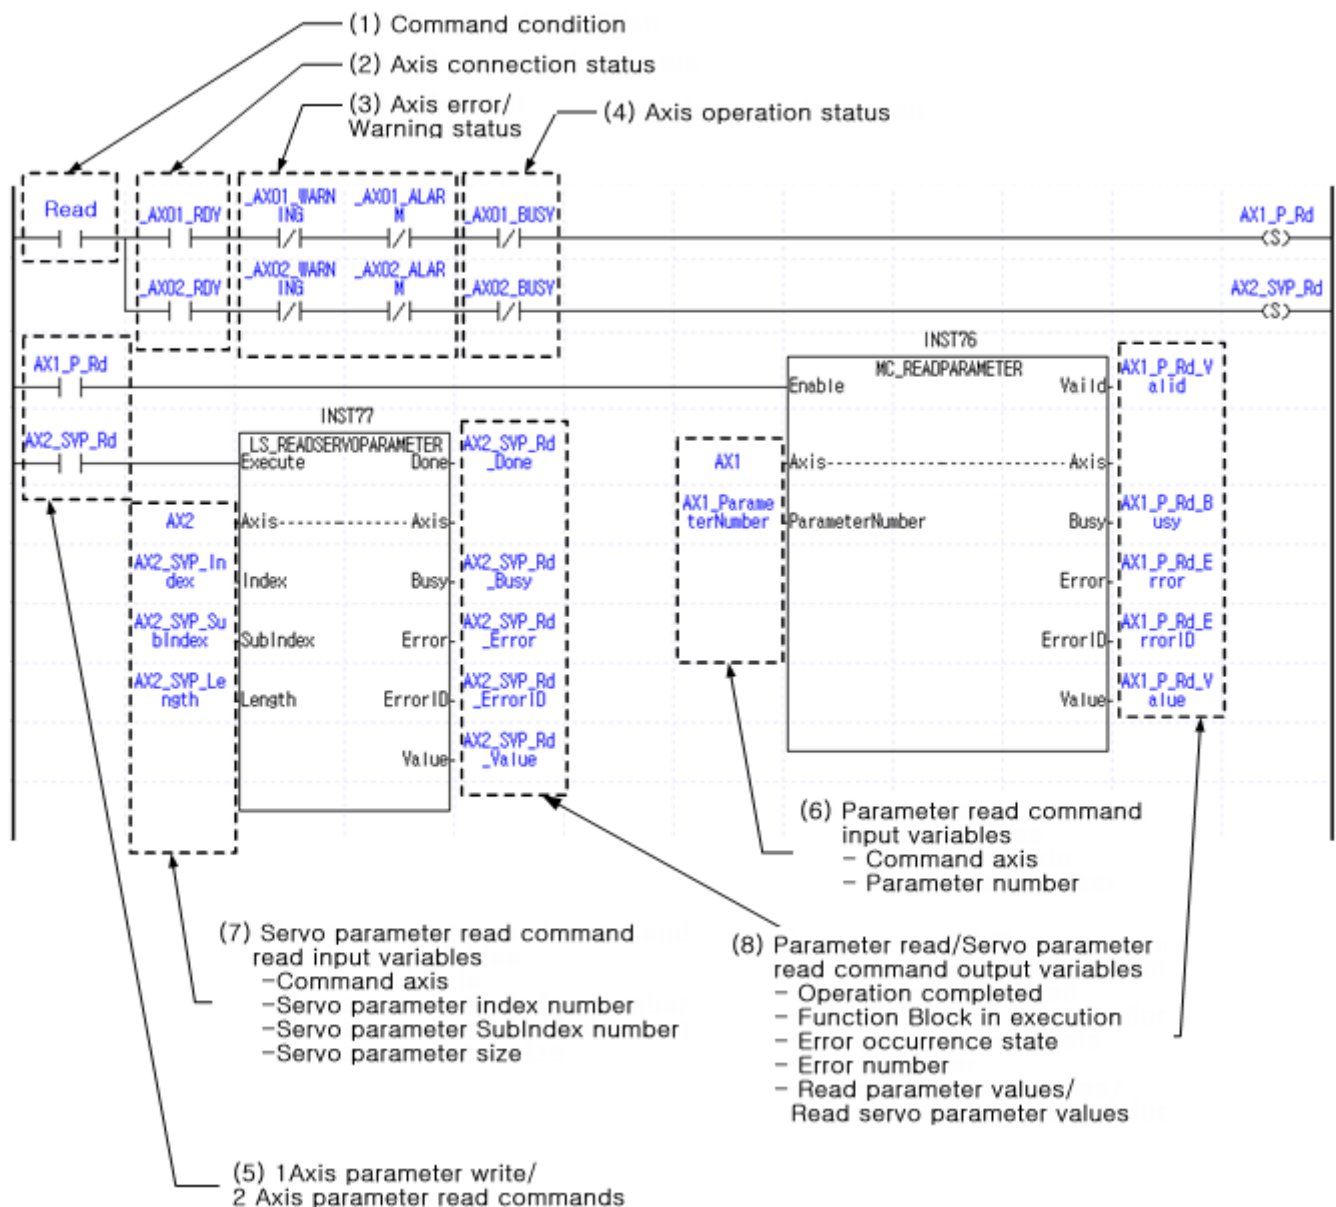 (1) Command condition
(2) Axis connection status
(3) Axis error/
Warning status
(4) Axis operation status
Read
_AX01_RDY
_AX01_WARN
ING
_AX01_ALAR
M
_AX01_BUSY
AX1_P_Rd
(S)
_AX02_RDY
_AX02_WARN
ING
_AX02_ALAR
M
_AX02_BUSY
AX2_SVP_Rd
(S)
AX1_P_Rd
INST76
MC_READPARAMETER
Enable
Vaild
AX1_P_Rd_V
alid
AX2_SVP_Rd
INST77
LS_READSERVOPARAMETER
Execute
Done
AX2_SVP_Rd
_Done
AX1
Axis
Axis
AX2
Axis
Axis
AX1_Parame
terNumber
ParameterNumber
Busy
AX1_P_Rd_B
usy
AX2_SVP_In
dex
Index
Busy
AX2_SVP_Rd
_Busy
Error
AX1_P_Rd_E
rror
AX2_SVP_Su
bIndex
SubIndex
Error
AX2_SVP_Rd
_Error
ErrorID
AX1_P_Rd_E
rrorID
AX2_SVP_Le
ngth
Length
ErrorID
AX2_SVP_Rd
_ErrorID
Value
AX1_P_Rd_V
alue
Value
AX2_SVP_Rd
_Value
(6) Parameter read command
input variables
- Command axis
- Parameter number
(7) Servo parameter read command
read input variables
-Command axis
-Servo parameter index number
-Servo parameter SubIndex number
-Servo parameter size
(8) Parameter read/Servo parameter
read command output variables
- Operation completed
- Function Block in execution
- Error occurrence state
- Error number
- Read parameter values/
Read servo parameter values
(5) 1Axis parameter write/
2 Axis parameter read commands